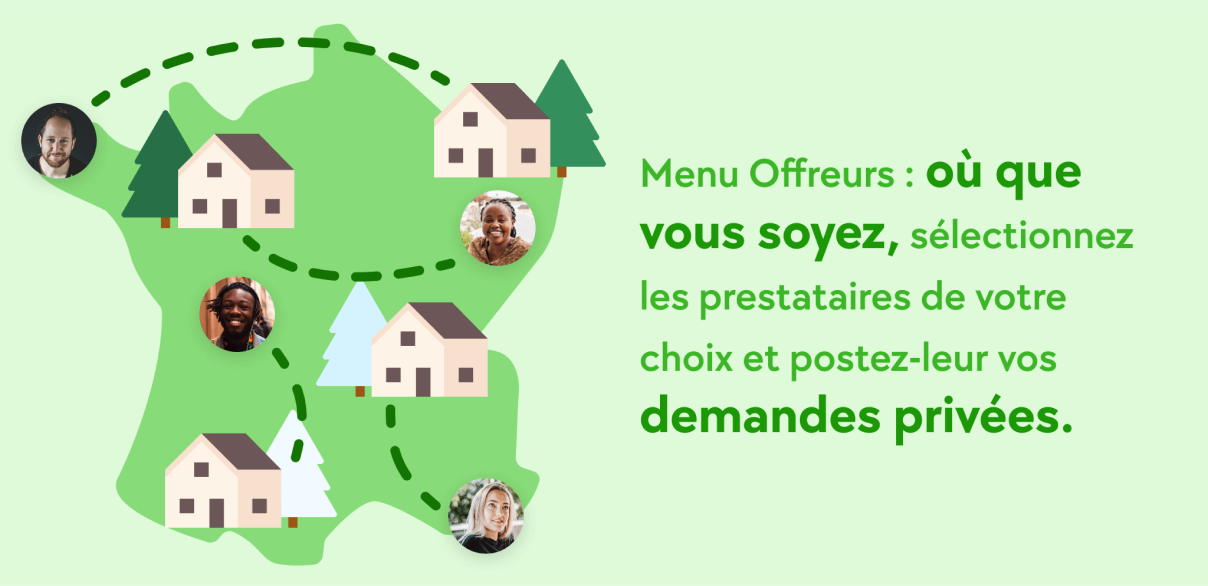 Menu Offreurs : où que
vous soyez, sélectionnez
les prestataires de votre
choix et postez-leur vos
demandes privées.